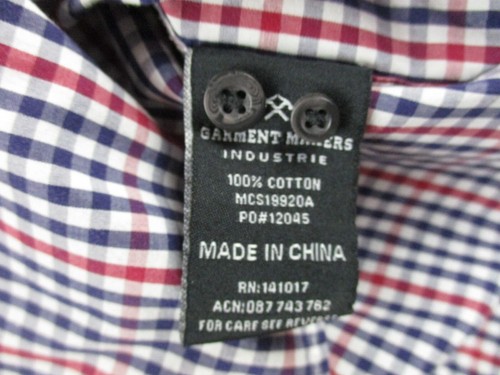 GARMENT MAKERS
INDUSTRIE
100% COTTON
MCS19920A
PO#12045
MADE IN CHINA
RN:141017
ACN:087 743 762
FOR CARE SEE REVERSE